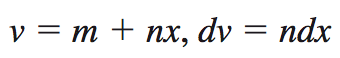 v = m + nx, dv = ndx